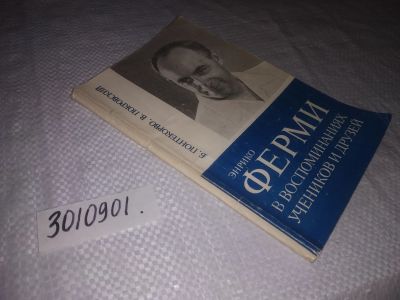 Б. ПОНТЕКОРВО, В. ПОКРОВСКИЙ
ЭНРИКО
ФЕРМИ
В ВОСПОМИНАНИЯХ
УЧЕНИКОВ И ДРУЗЕЙ
3010901.